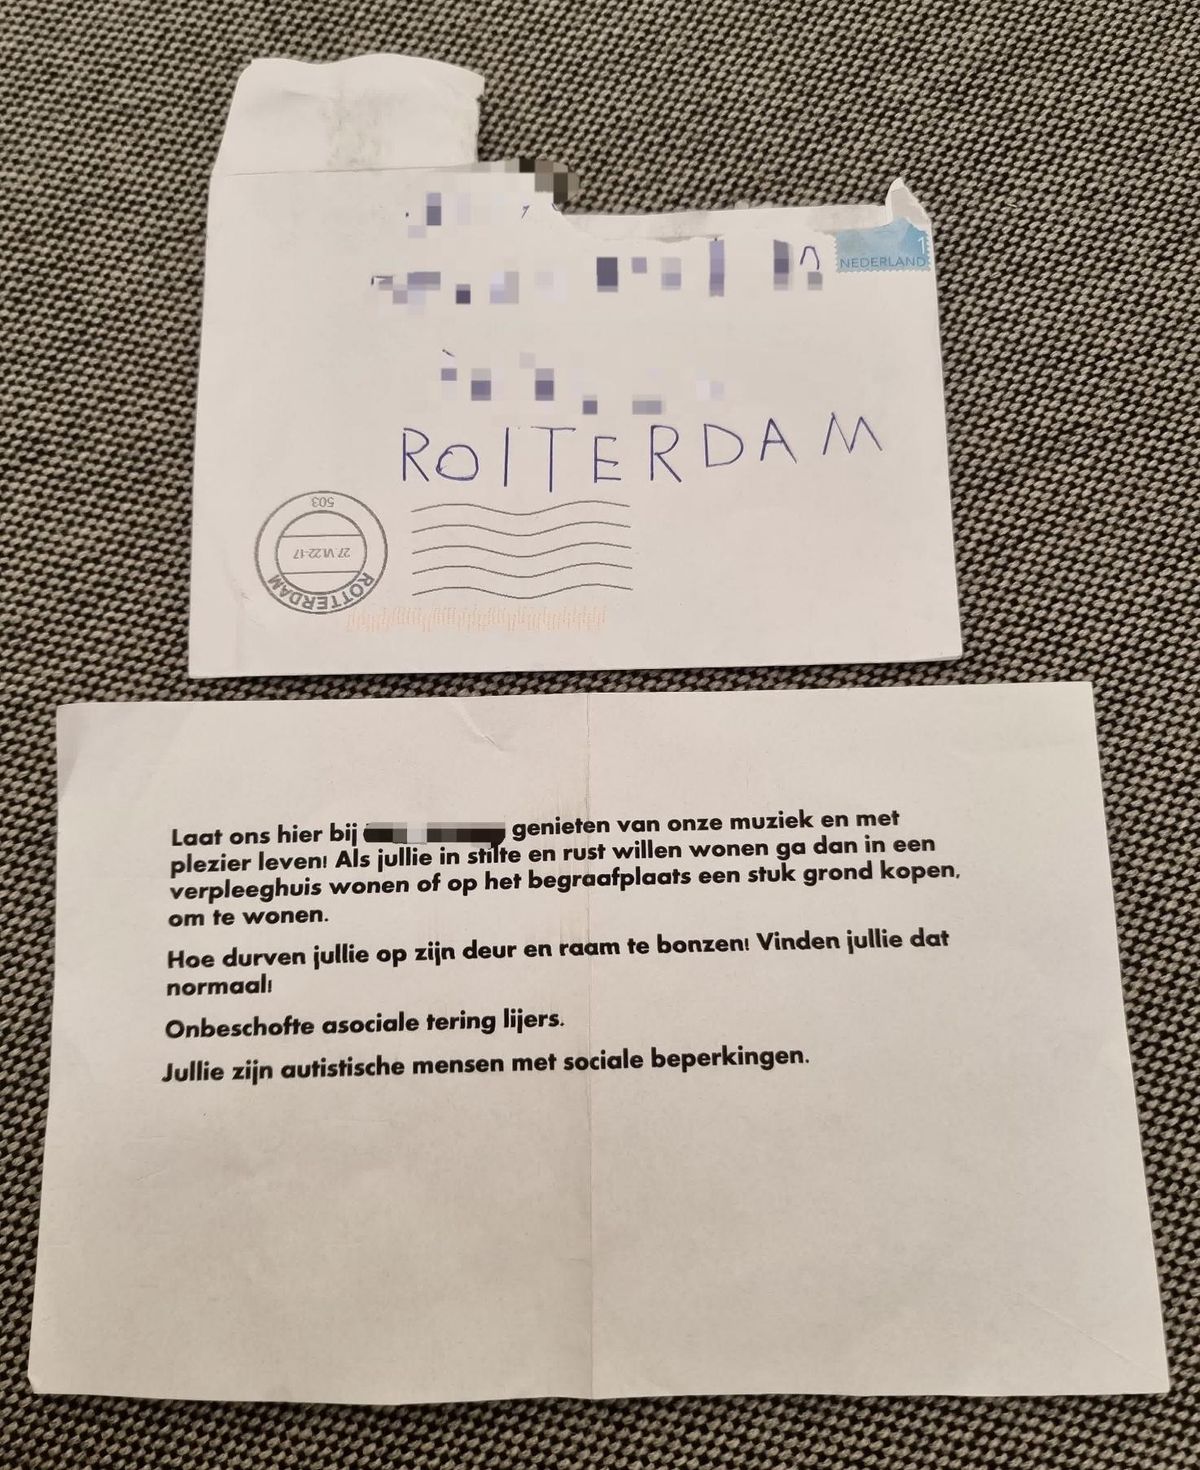 1
NEDERLAND
ROTTERDAM
503
27 VI.22-17
ROTTERDAM
Laat ons hier bij genieten van onze muziek en met
plezier leven! Als jullie in stilte en rust willen wonen ga dan in een
verpleeghuis wonen of op het begraafplaats een stuk grond kopen,
om te wonen.
Hoe durven jullie op zijn deur en raam te bonzen! Vinden jullie dat
normaal!
Onbeschofte asociale tering lijers.
Jullie zijn autistische mensen met sociale beperkingen.